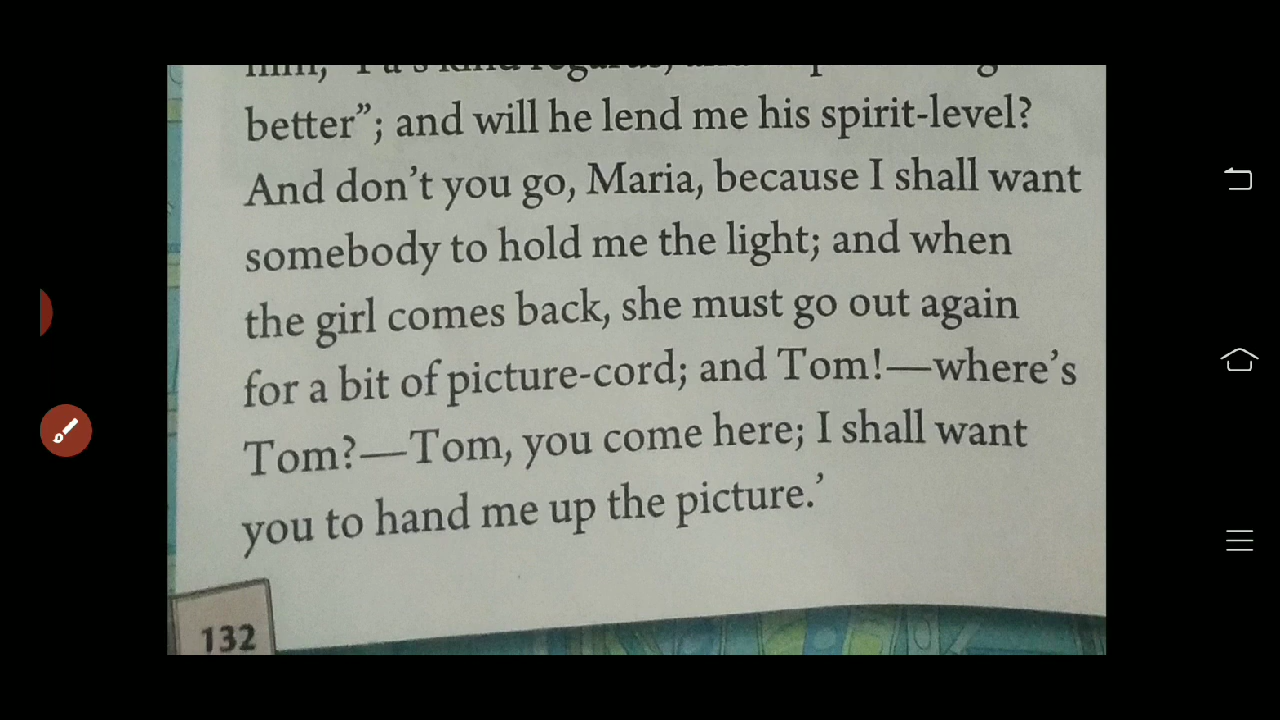 better”; and will he lend me his spirit-level?
And don’t you go, Maria, because I shall want
somebody to hold me the light; and when
the girl comes back, she must go out again
for a bit of picture-cord; and Tom!—where’s
Tom?—Tom, you come here; I shall want
you to hand me up the picture.’
132